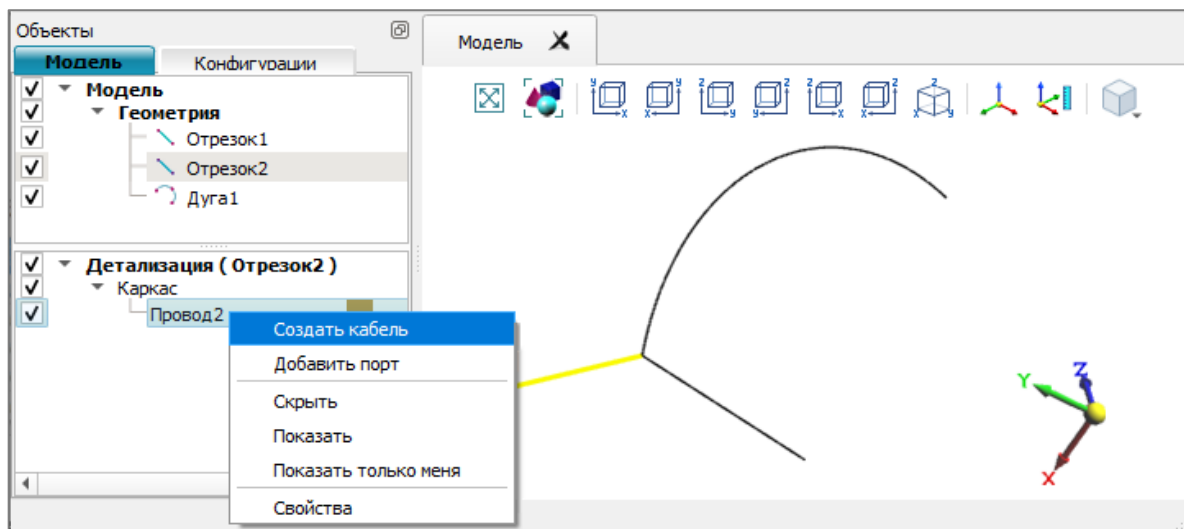 Объекты
Модель
Конфигурации
Модель
Геометрия
Отрезок1
Отрезок2
Дуга1
Детализация ( Отрезок2 )
Каркас
Провод2
Создать кабель
Добавить порт
Скрыть
Показать
Показать только меня
Свойства
Модель
y x
y x
z y
z y
z x
z x
z x y
Y Z X